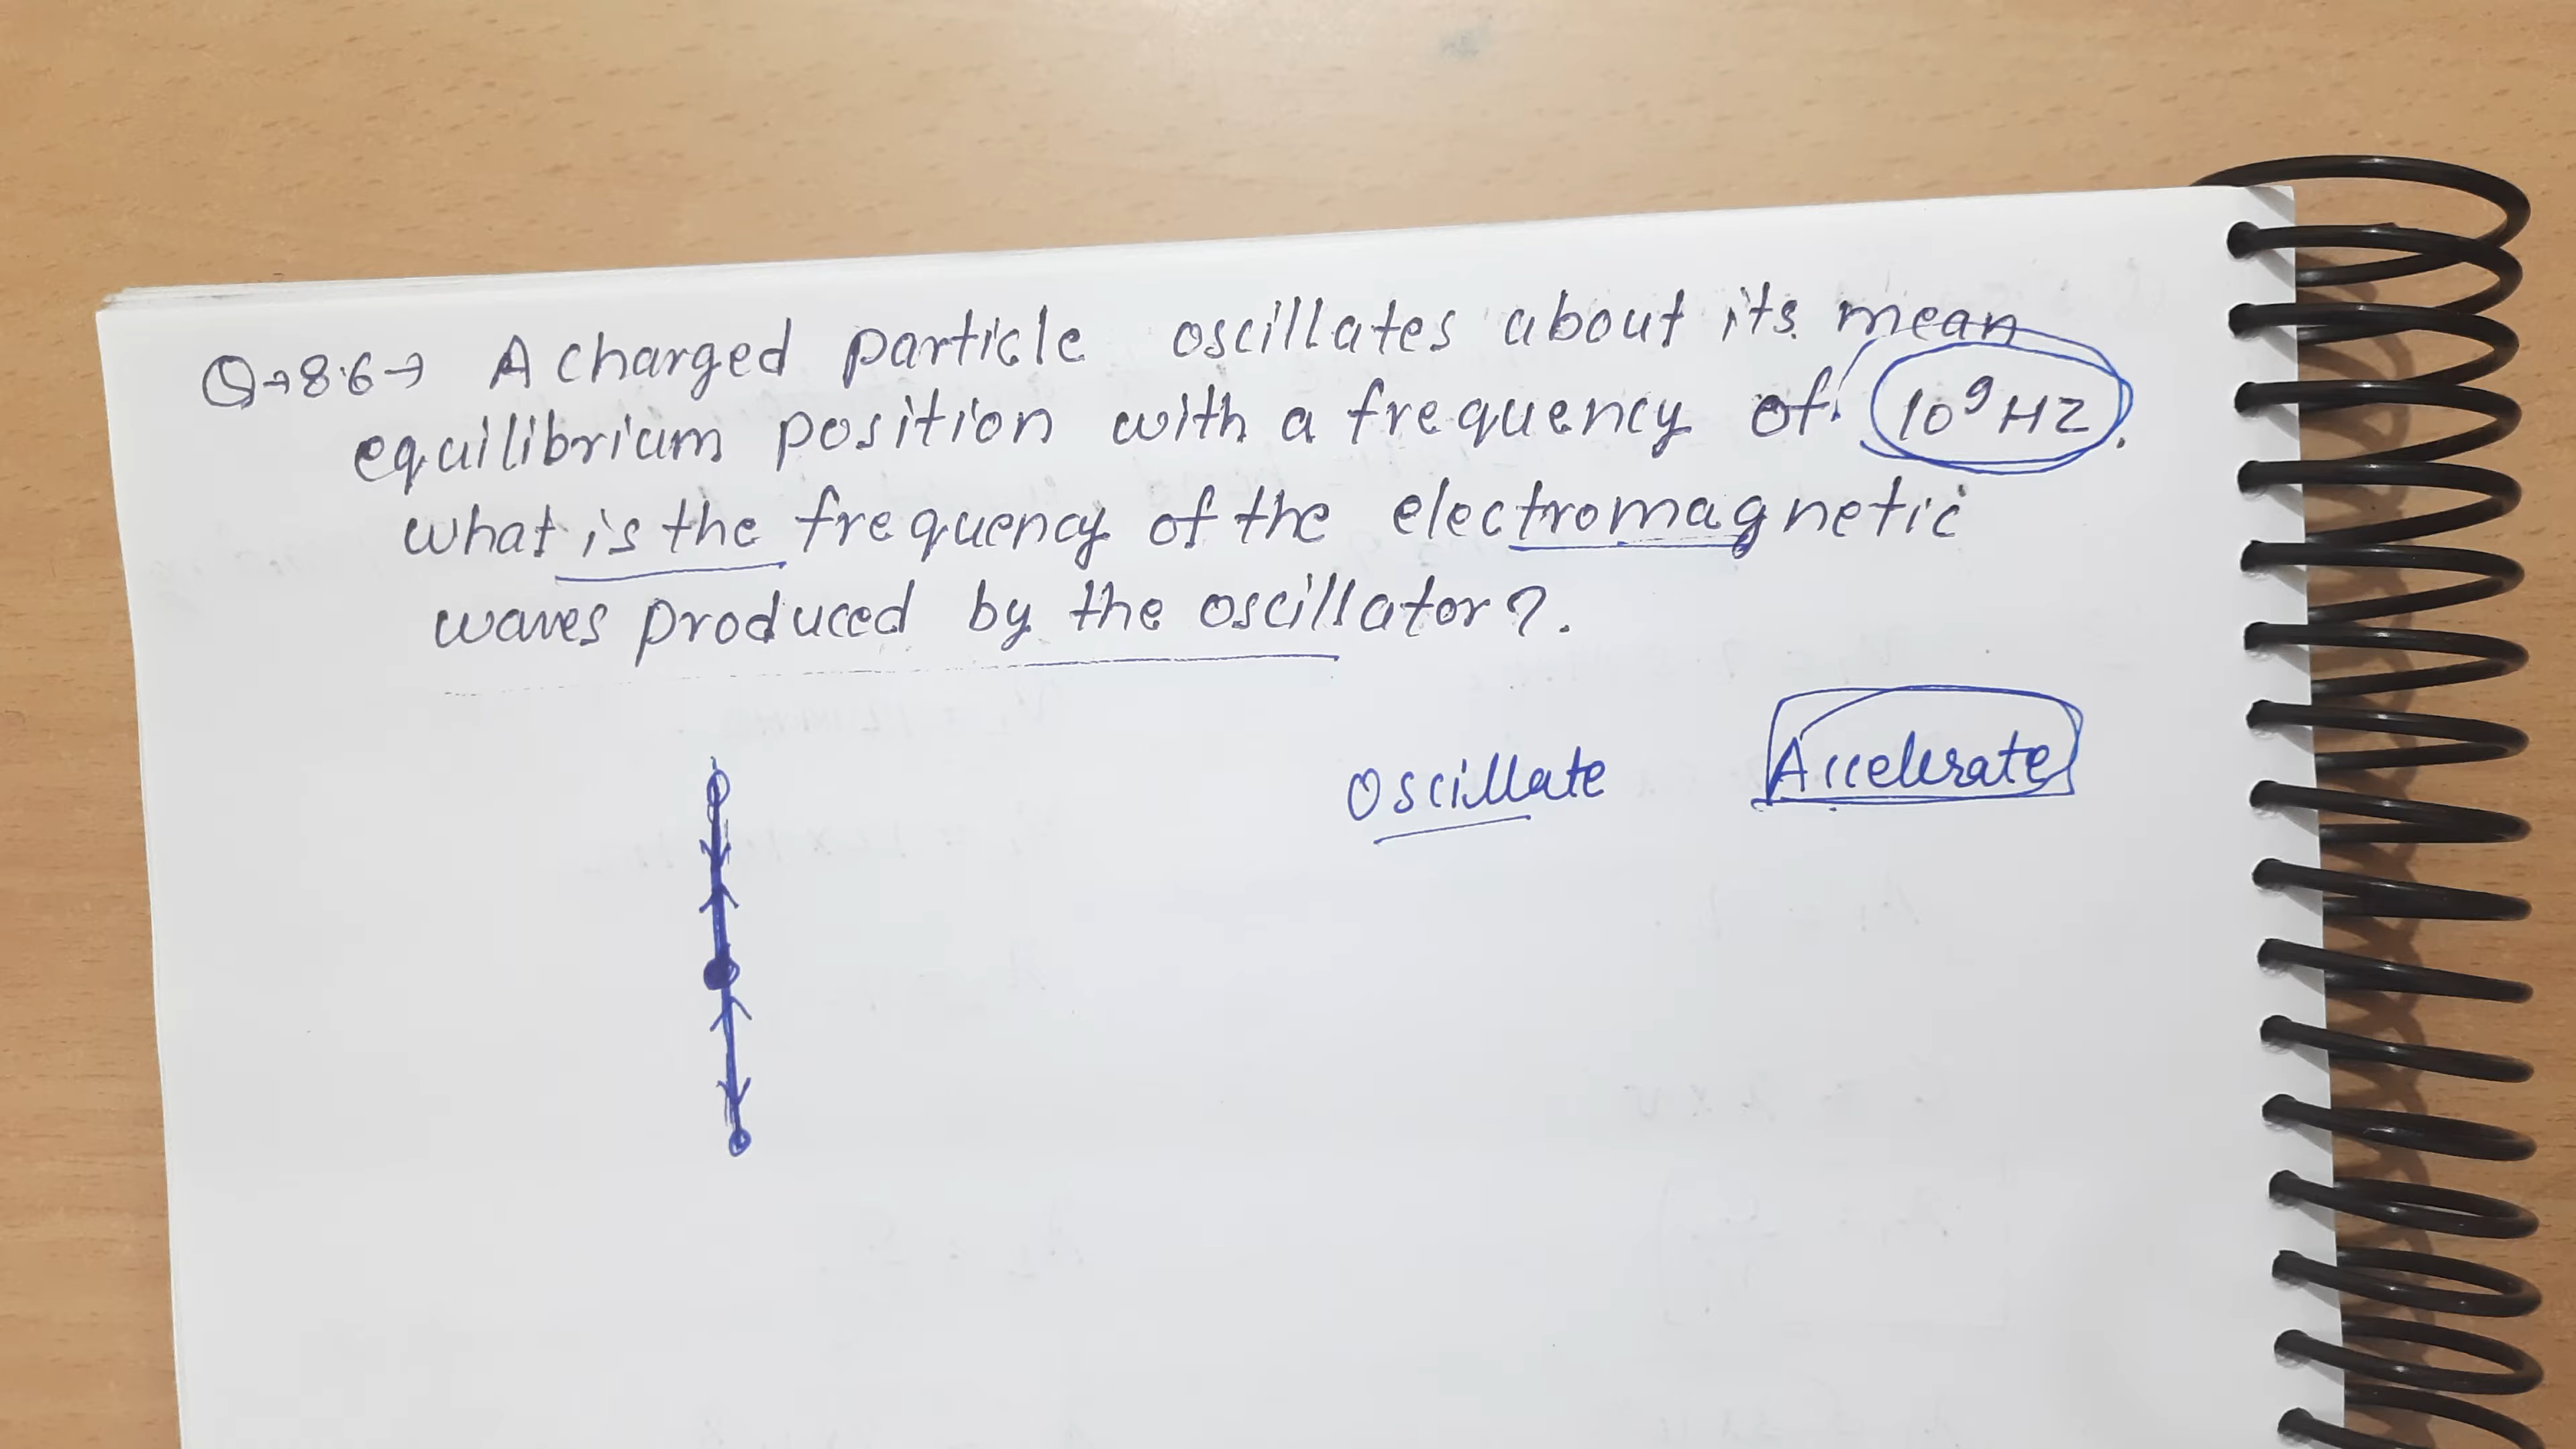 Q→8.6→ A charged particle oscillates about its mean
equilibrium position with a frequency of 10⁹ HZ.
what is the frequency of the electromagnetic
waves produced by the oscillator?.
Oscillate Accelerate